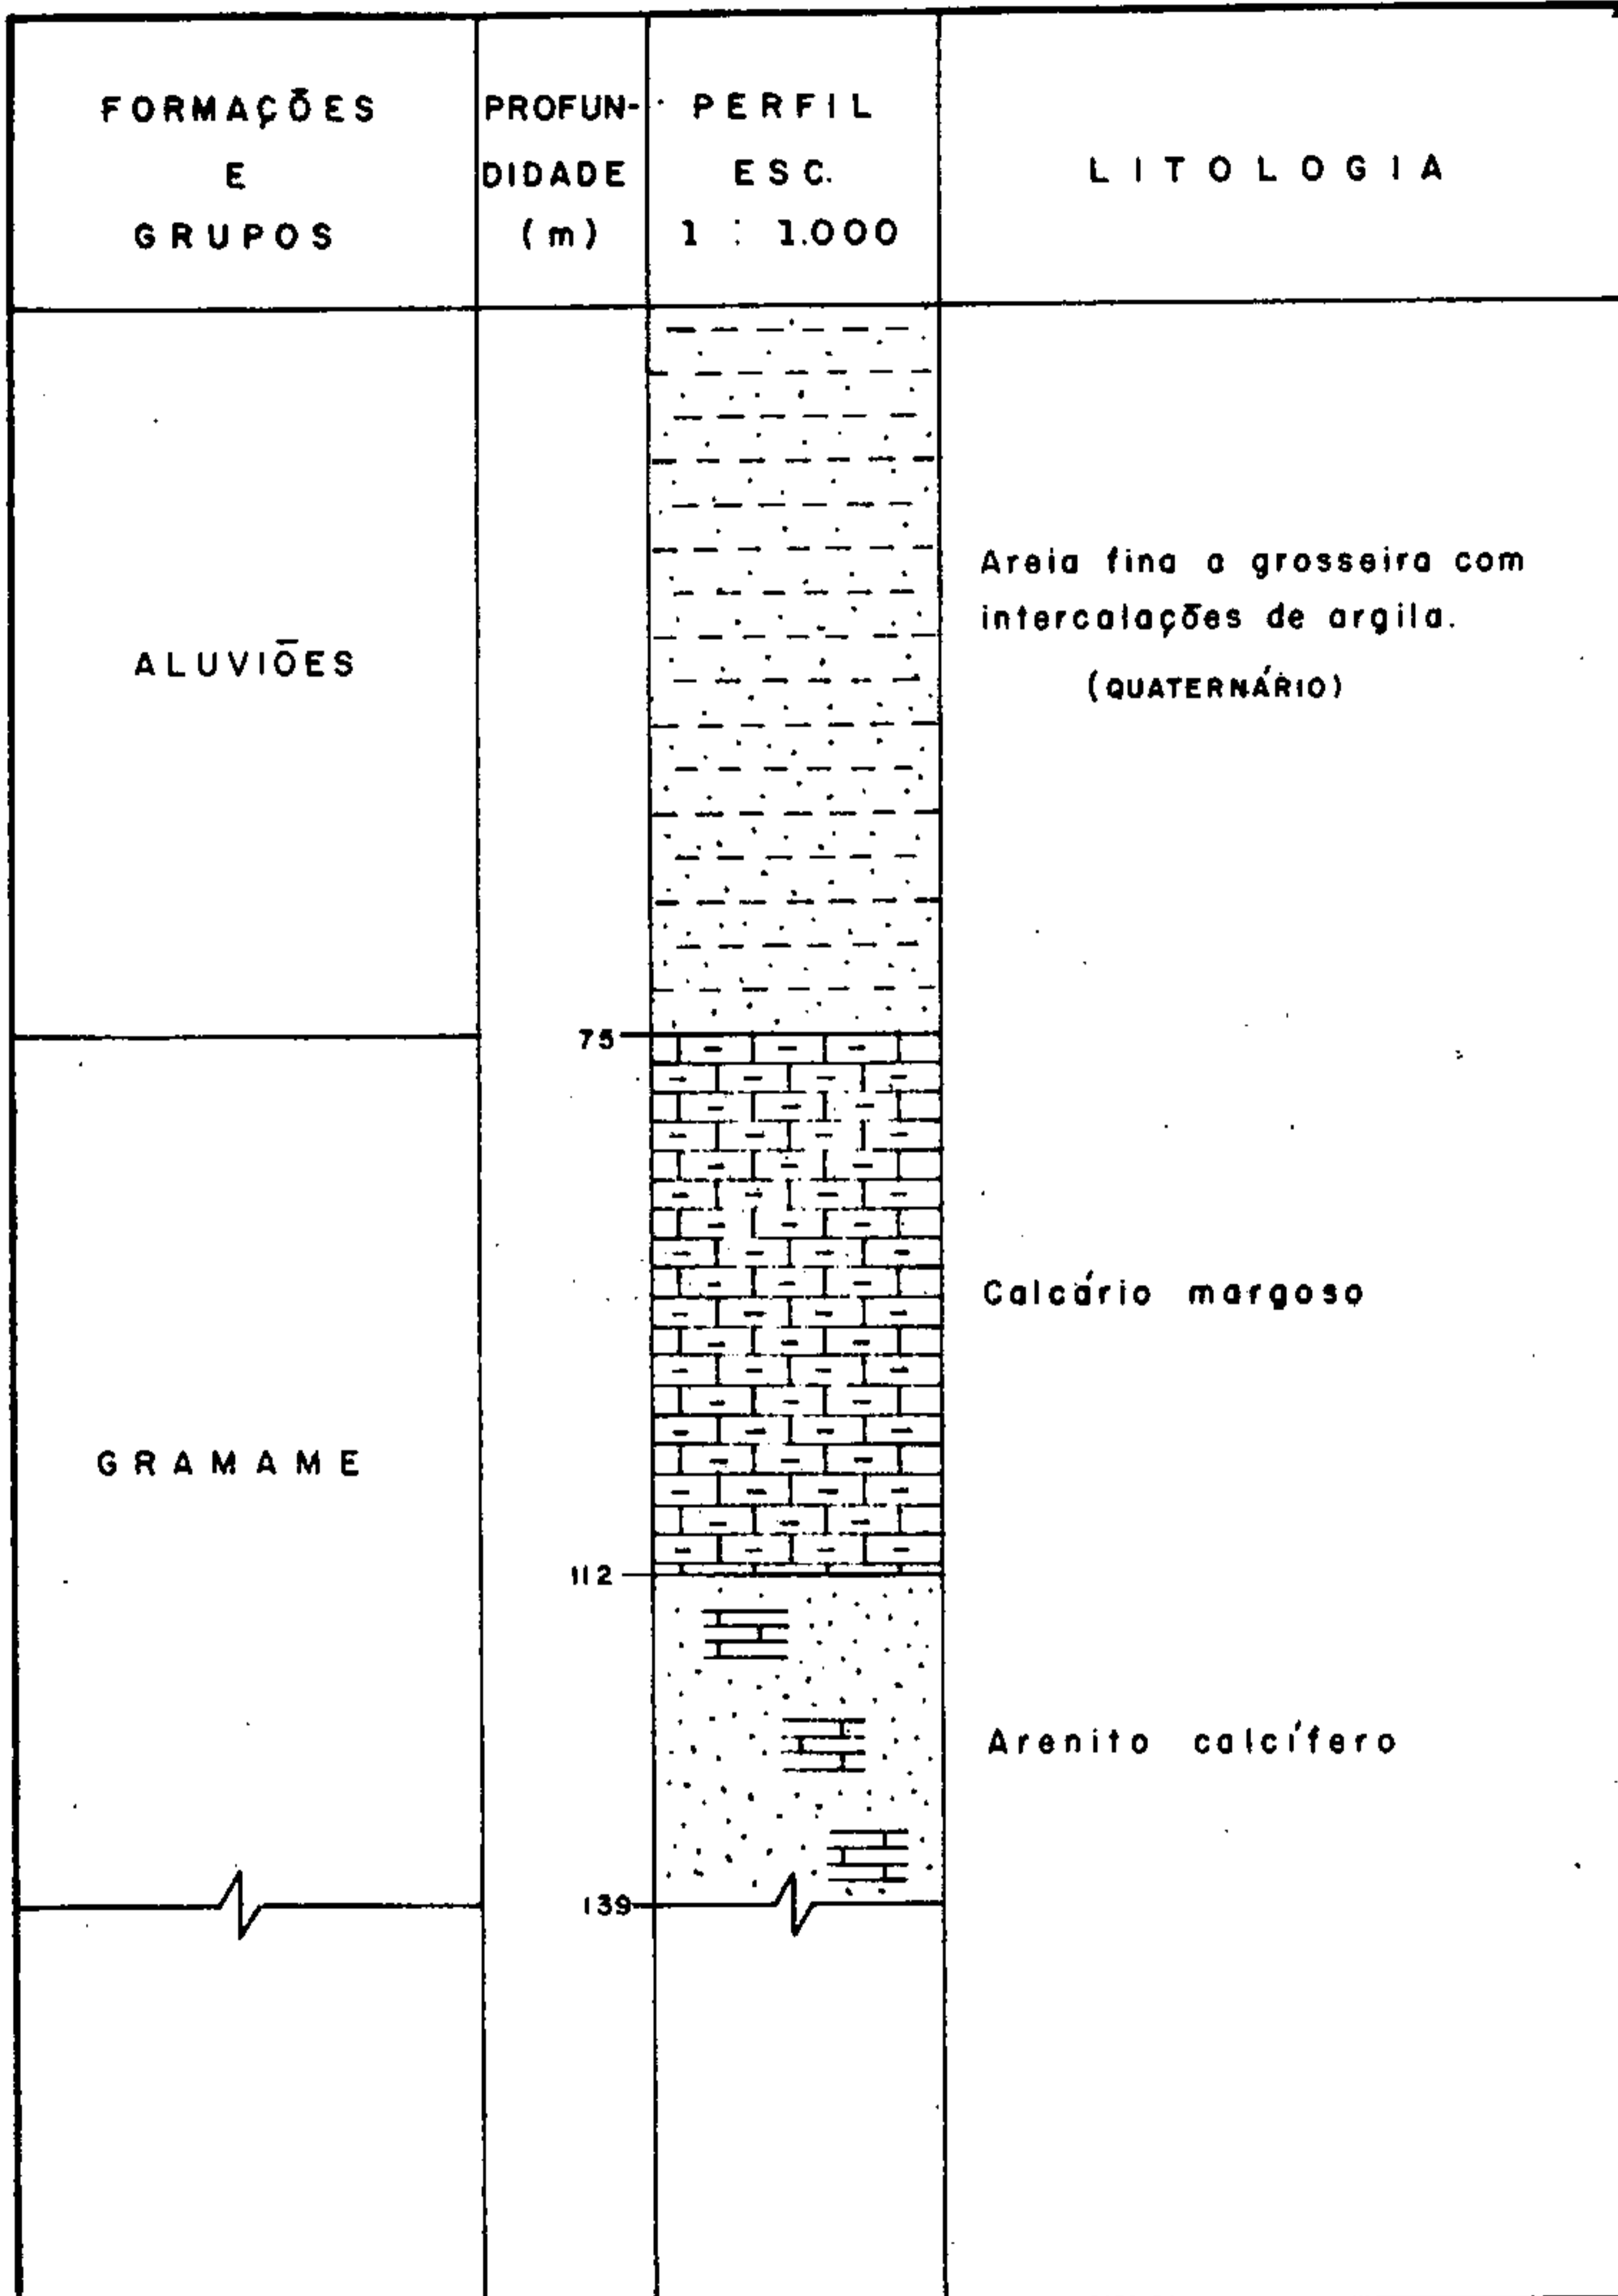 FORMAÇÕES
E
GRUPOS
PROFUN-
DIDADE
(m)
PERFIL
ESC.
1 : 1.000
LITOLOGIA
ALUVIÕES
Areia fina a grosseira com
intercalações de argila.
(QUATERNÁRIO)
75
GRAMAME
Calcário margoso
112
Arenito calcífero
139